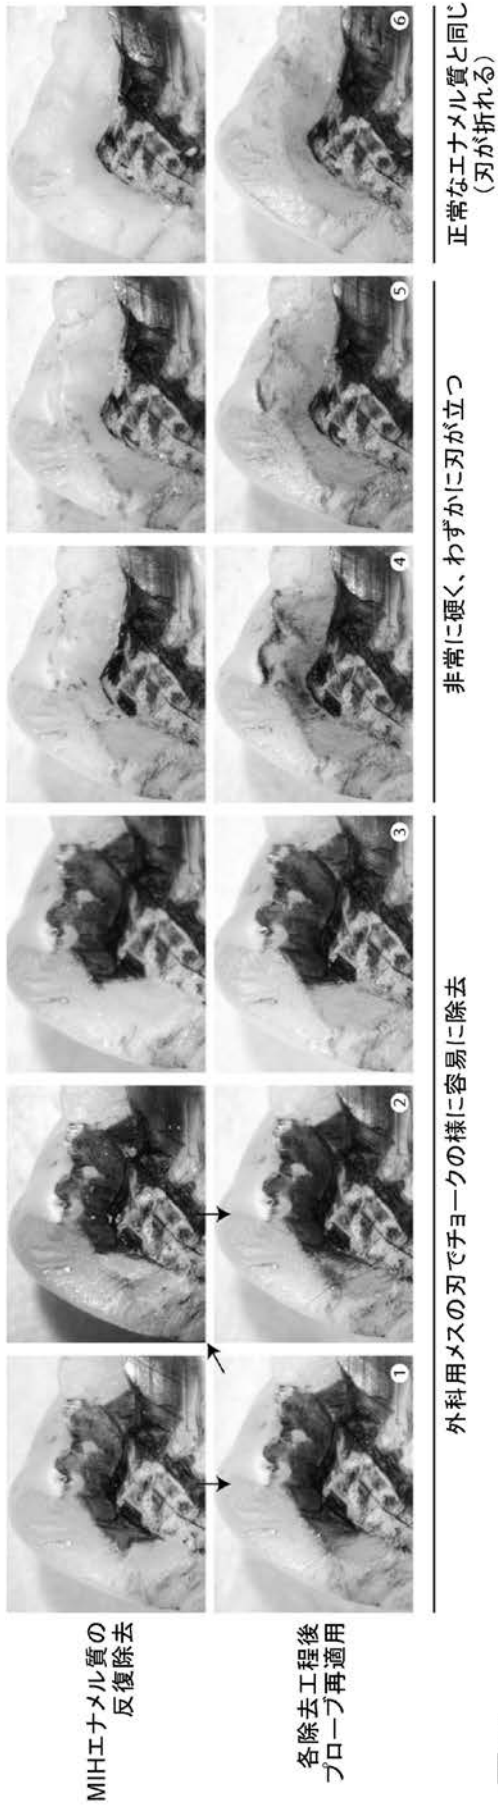 MIHエナメル質の
反復除去
各除去工程後
プローブ再適用
1
2
3
4
5
6
外科用メスの刃でチョークの様に容易に除去
非常に硬く、わずかに刃が立つ
正常なエナメル質と同じ
（刃が折れる）